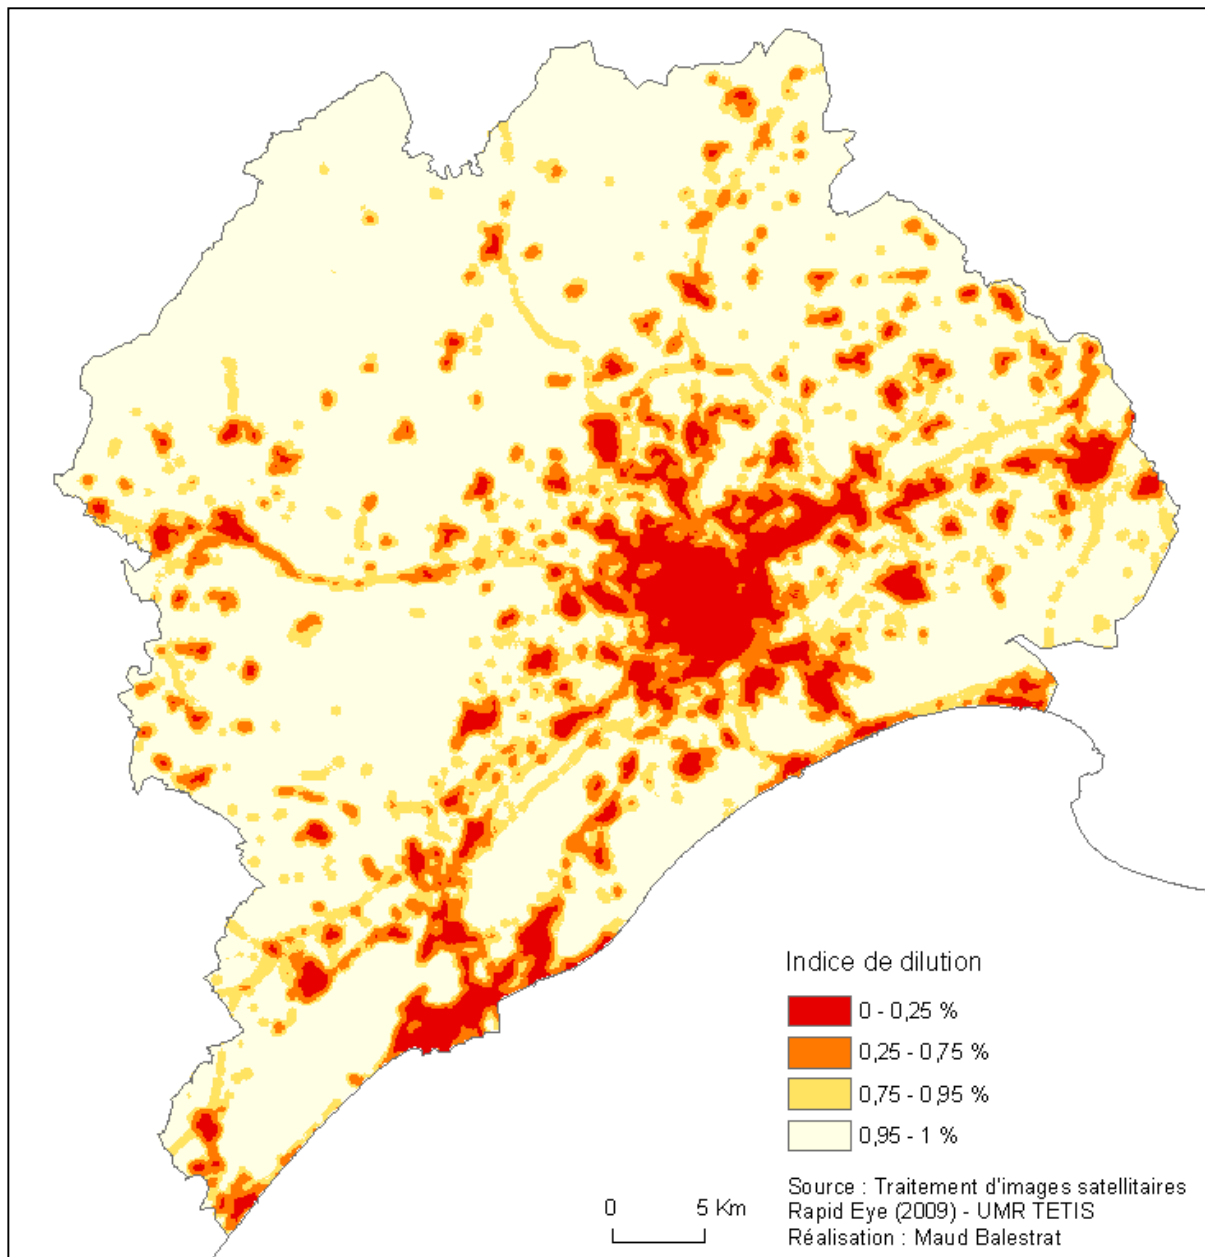 Indice de dilution
0 - 0,25 %
0,25 - 0,75 %
0,75 - 0,95 %
0,95 - 1 %
0 5 Km
Source : Traitement d'images satellitaires
Rapid Eye (2009) - UMR TETIS
Réalisation : Maud Balestrat